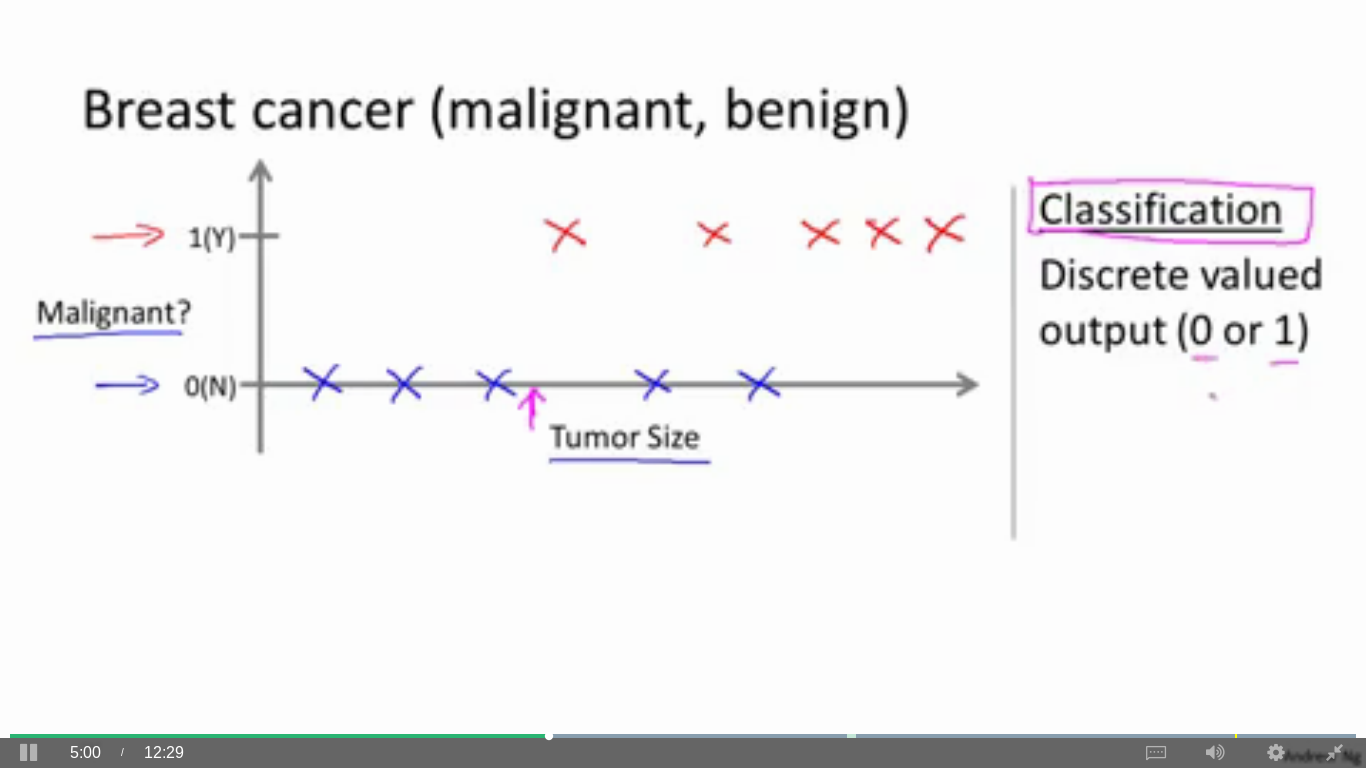 Breast cancer (malignant, benign)
1(Y)
Malignant?
0(N)
Tumor Size
Classification
Discrete valued
output (0 or 1)
5:00 / 12:29
Andrew Ng